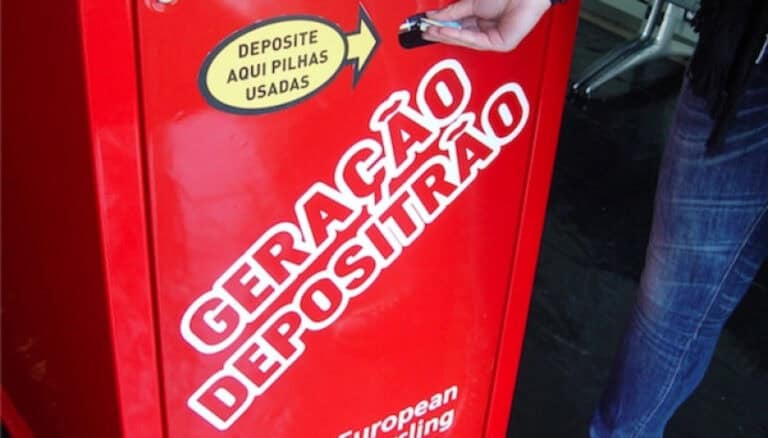 DEPOSITE
AQUI PILHAS
USADAS
GERAÇÃO
DEPOSITRÃO
European